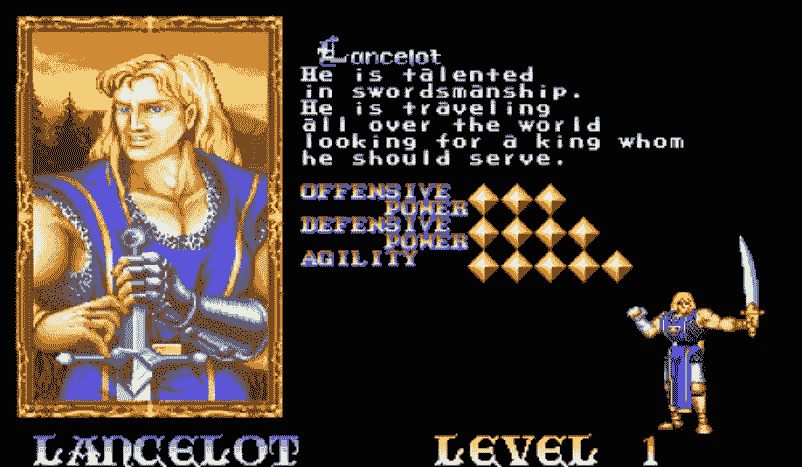 Lancelot
He is talented
in swordsmanship.
He is traveling
all over the world
looking for a king whom
he should serve.
OFFENSIVE
POWER
DEFENSIVE
POWER
AGILITY
LANCELOT
LEVEL 1